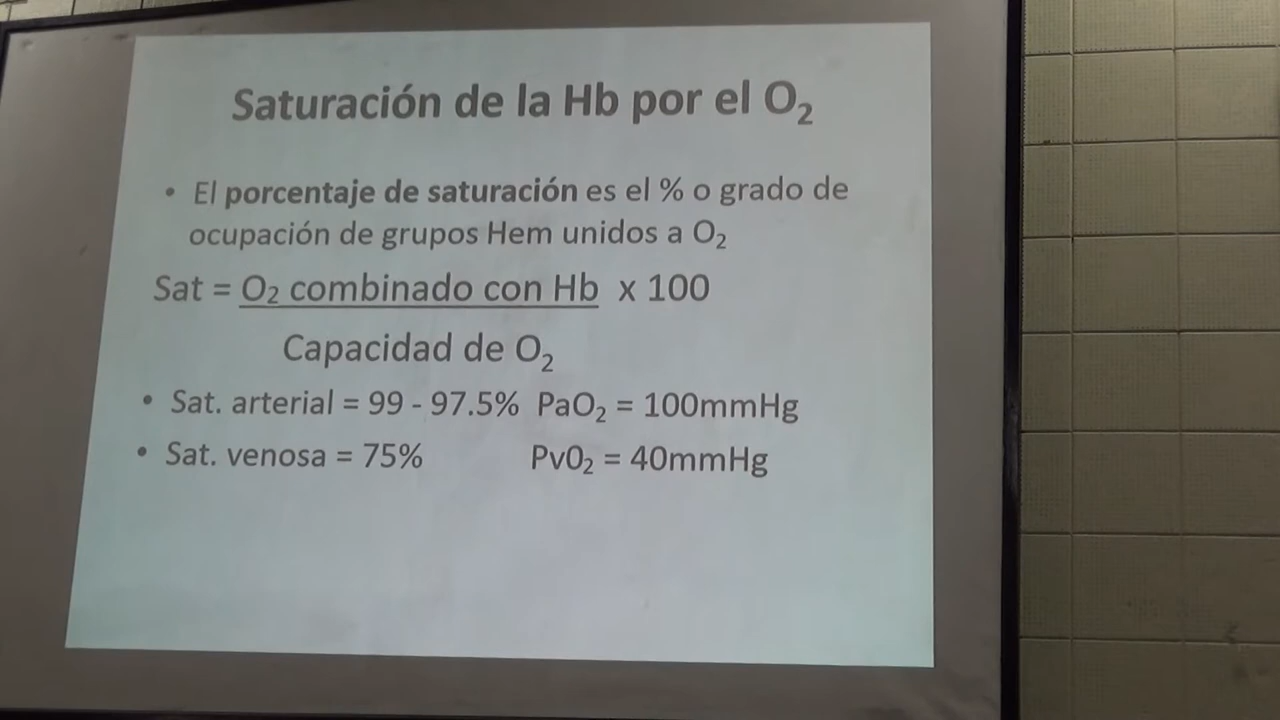 Saturación de la Hb por el O₂
• El porcentaje de saturación es el % o grado de
ocupación de grupos Hem unidos a O₂
Sat = O₂ combinado con Hb x 100
Capacidad de O₂
• Sat. arterial = 99 - 97.5% PaO₂ = 100mmHg
• Sat. venosa = 75% Pv0₂ = 40mmHg